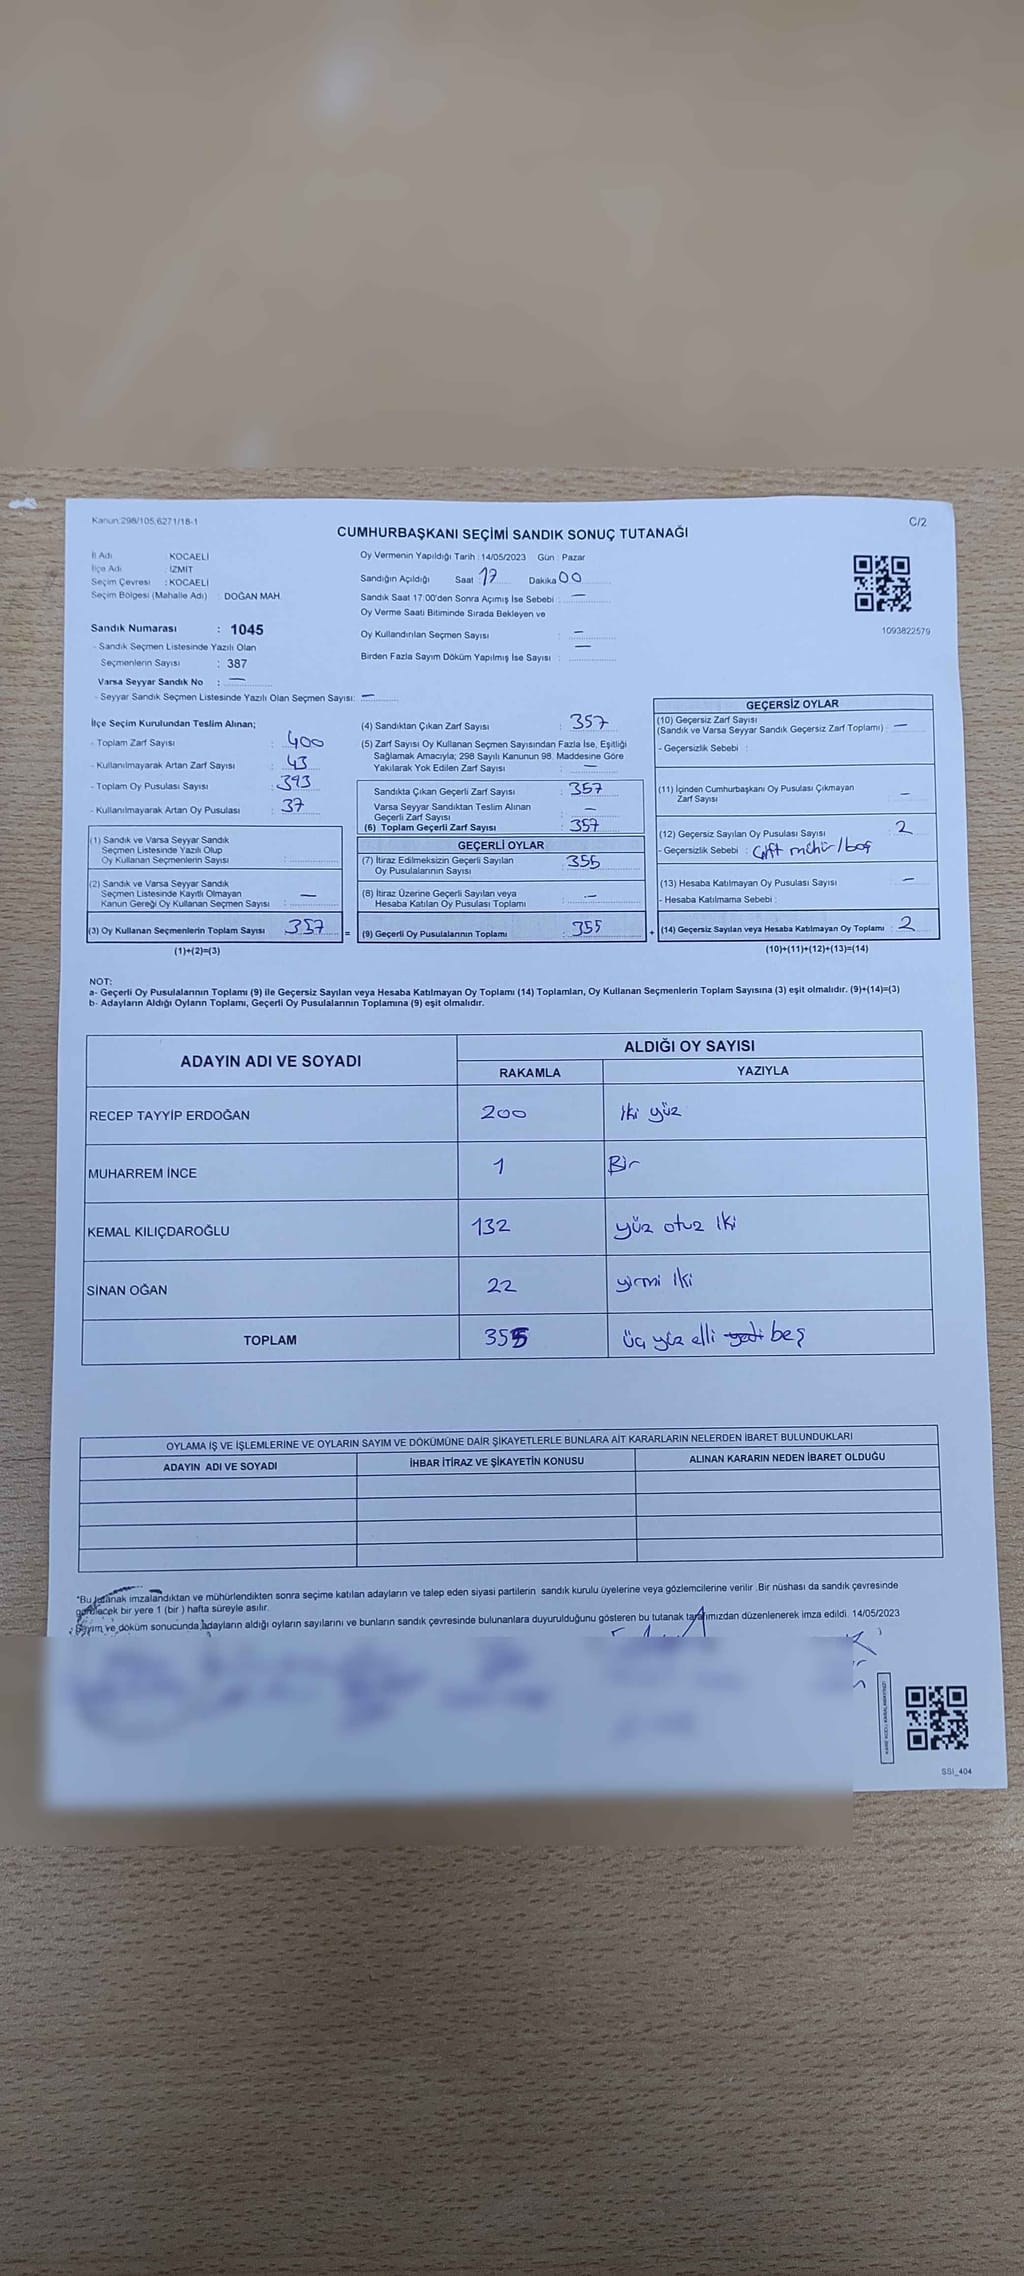 Kanun:298/105,6271/18-1
C/2
CUMHURBAŞKANI SEÇİMİ SANDIK SONUÇ TUTANAĞI
İl Adı KOCAELİ
İlçe Adı : İZMİT
Seçim Çevresi : KOCAELİ
Seçim Bölgesi (Mahalle Adı) : DOĞAN MAH.
Oy Vermenin Yapıldığı Tarih : 14/05/2023 Gün : Pazar
Sandığın Açıldığı Saat 17 Dakika 00
Sandık Saat 17:00'den Sonra Açımış İse Sebebi : —
Oy Verme Saati Bitiminde Sırada Bekleyen ve
Oy Kullandırılan Seçmen Sayısı : —
Birden Fazla Sayım Döküm Yapılmış İse Sayısı : —
1093822579
Sandık Numarası : 1045
- Sandık Seçmen Listesinde Yazılı Olan
Seçmenlerin Sayısı : 387
Varsa Seyyar Sandık No : —
- Seyyar Sandık Seçmen Listesinde Yazılı Olan Seçmen Sayısı: —
İlçe Seçim Kurulundan Teslim Alınan;
- Toplam Zarf Sayısı : 400
- Kullanılmayarak Artan Zarf Sayısı : 43
- Toplam Oy Pusulası Sayısı : 393
- Kullanılmayarak Artan Oy Pusulası : 37
(1) Sandık ve Varsa Seyyar Sandık
Seçmen Listesinde Yazılı Olup
Oy Kullanan Seçmenlerin Sayısı :
(2) Sandık ve Varsa Seyyar Sandık
Seçmen Listesinde Kayıtlı Olmayan
Kanun Gereği Oy Kullanan Seçmen Sayısı : —
(3) Oy Kullanan Seçmenlerin Toplam Sayısı 357 =
(1)+(2)=(3)
(4) Sandıktan Çıkan Zarf Sayısı : 357
(5) Zarf Sayısı Oy Kullanan Seçmen Sayısından Fazla İse, Eşitliği
Sağlamak Amacıyla; 298 Sayılı Kanunun 98. Maddesine Göre
Yakılarak Yok Edilen Zarf Sayısı : —
Sandıkta Çıkan Geçerli Zarf Sayısı : 357
Varsa Seyyar Sandıktan Teslim Alınan
Geçerli Zarf Sayısı : —
(6) Toplam Geçerli Zarf Sayısı : 357
GEÇERLİ OYLAR
(7) İtiraz Edilmeksizin Geçerli Sayılan
Oy Pusulasının Sayısı : 355
(8) İtiraz Üzerine Geçerli Sayılan veya
Hesaba Katılan Oy Pusulası Toplamı : —
(9) Geçerli Oy Pusulalarının Toplamı : 355 +
GEÇERSİZ OYLAR
(10) Geçersiz Zarf Sayısı
(Sandık ve Varsa Seyyar Sandık Geçersiz Zarf Toplamı) : —
- Geçersizlik Sebebi :
(11) İçinden Cumhurbaşkanı Oy Pusulası Çıkmayan
Zarf Sayısı : —
(12) Geçersiz Sayılan Oy Pusulası Sayısı : 2
- Geçersizlik Sebebi : Çift mühür/boş
(13) Hesaba Katılmayan Oy Pusulası Sayısı : —
- Hesaba Katılmama Sebebi :
(14) Geçersiz Sayılan veya Hesaba Katılmayan Oy Toplamı : 2
(10)+(11)+(12)+(13)=(14)
NOT:
a- Geçerli Oy Pusulalarının Toplamı (9) ile Geçersiz Sayılan veya Hesaba Katılmayan Oy Toplamı (14) Toplamları, Oy Kullanan Seçmenlerin Toplam Sayısına (3) eşit olmalıdır. (9)+(14)=(3)
b- Adayların Aldığı Oyların Toplamı, Geçerli Oy Pusulalarının Toplamına (9) eşit olmalıdır.
ADAYIN ADI VE SOYADI
ALDIĞI OY SAYISI
RAKAMLA YAZIYLA
RECEP TAYYİP ERDOĞAN 200 iki yüz
MUHARREM İNCE 1 Bir
KEMAL KILIÇDAROĞLU 132 yüz otuz iki
SİNAN OĞAN 22 yirmi iki
TOPLAM 355 üç yüz elli yedi beş
OYLAMA İŞ VE İŞLEMLERİNE VE OYLARIN SAYIM VE DÖKÜMÜNE DAİR ŞİKAYETLERLE BUNLARA AİT KARARLARIN NELERDEN İBARET BULUNDUKLARI
ADAYIN ADI VE SOYADI İHBAR İTİRAZ VE ŞİKAYETİN KONUSU ALINAN KARARIN NEDEN İBARET OLDUĞU
*Bu tutanak imzalandıktan ve mühürlendikten sonra seçime katılan adayların ve talep eden siyasi partilerin sandık kurulu üyelerine veya gözlemcilerine verilir .Bir nüshası da sandık çevresinde
görülecek bir yere 1 (bir ) hafta süreyle asılır.
Sayım ve döküm sonucunda adayların aldığı oyların sayılarını ve bunların sandık çevresinde bulunanlara duyurulduğunu gösteren bu tutanak tarafımızdan düzenlenerek imza edildi. 14/05/2023
SSI_404